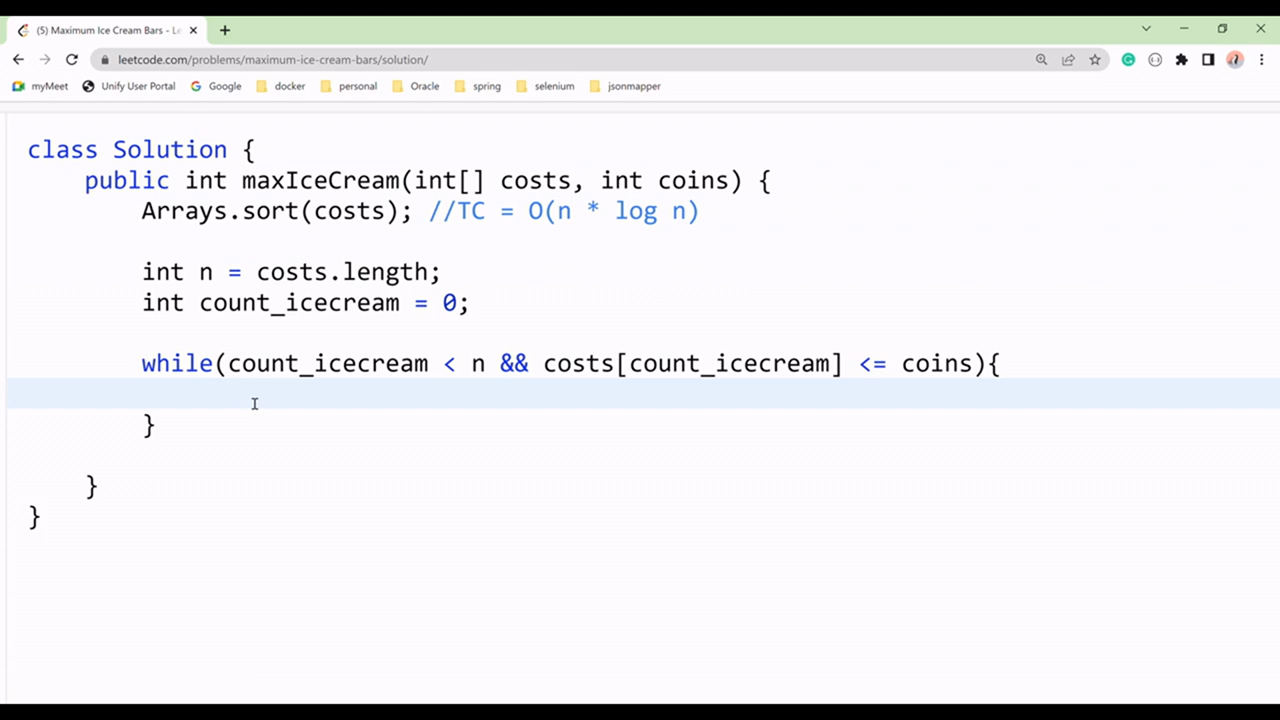 (5) Maximum Ice Cream Bars - Le
leetcode.com/problems/maximum-ice-cream-bars/solution/
myMeet Unify User Portal Google docker personal Oracle spring selenium jsonmapper
class Solution {
    public int maxIceCream(int[] costs, int coins) {
        Arrays.sort(costs); //TC = O(n * log n)
        int n = costs.length;
        int count_icecream = 0;
        while(count_icecream < n && costs[count_icecream] <= coins){
        }
    }
}